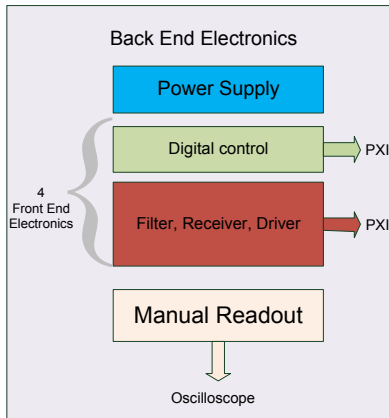 Back End Electronics
Power Supply
Digital control
PXI
4
Front End
Electronics
Filter, Receiver, Driver
PXI
Manual Readout
Oscilloscope